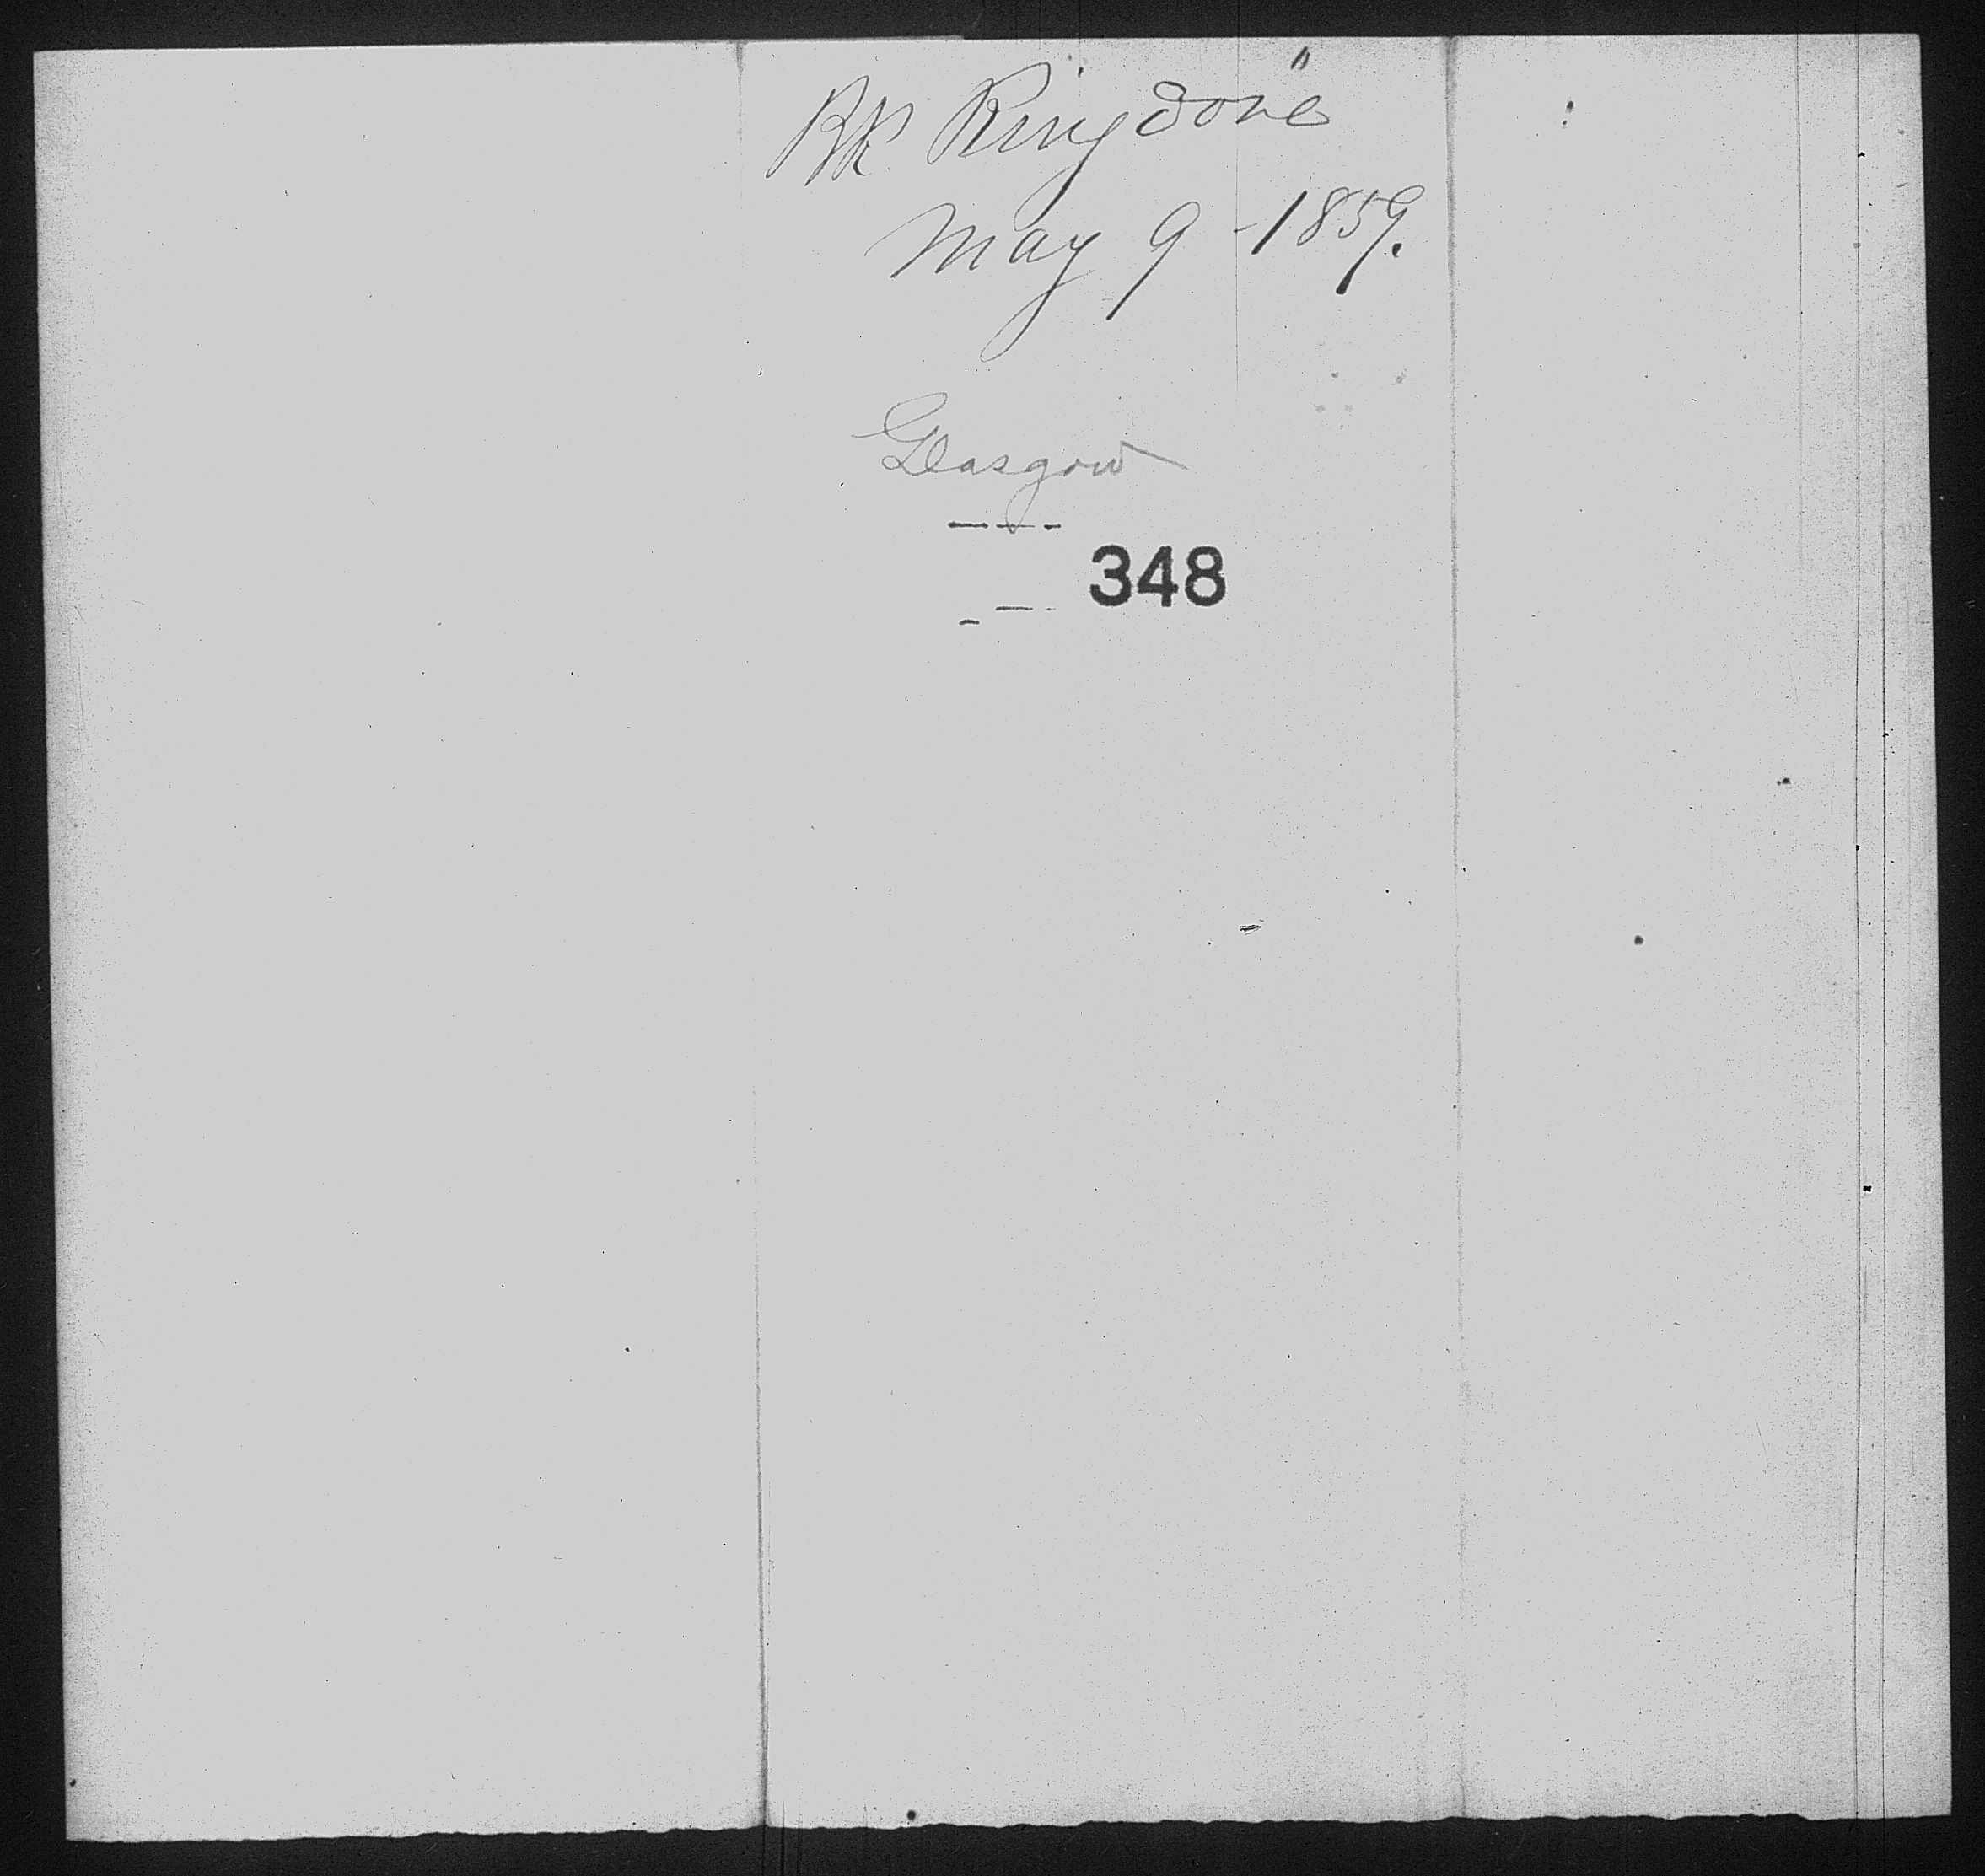 Bk Ringdove"
May 9 - 1859.
Glasgow
348